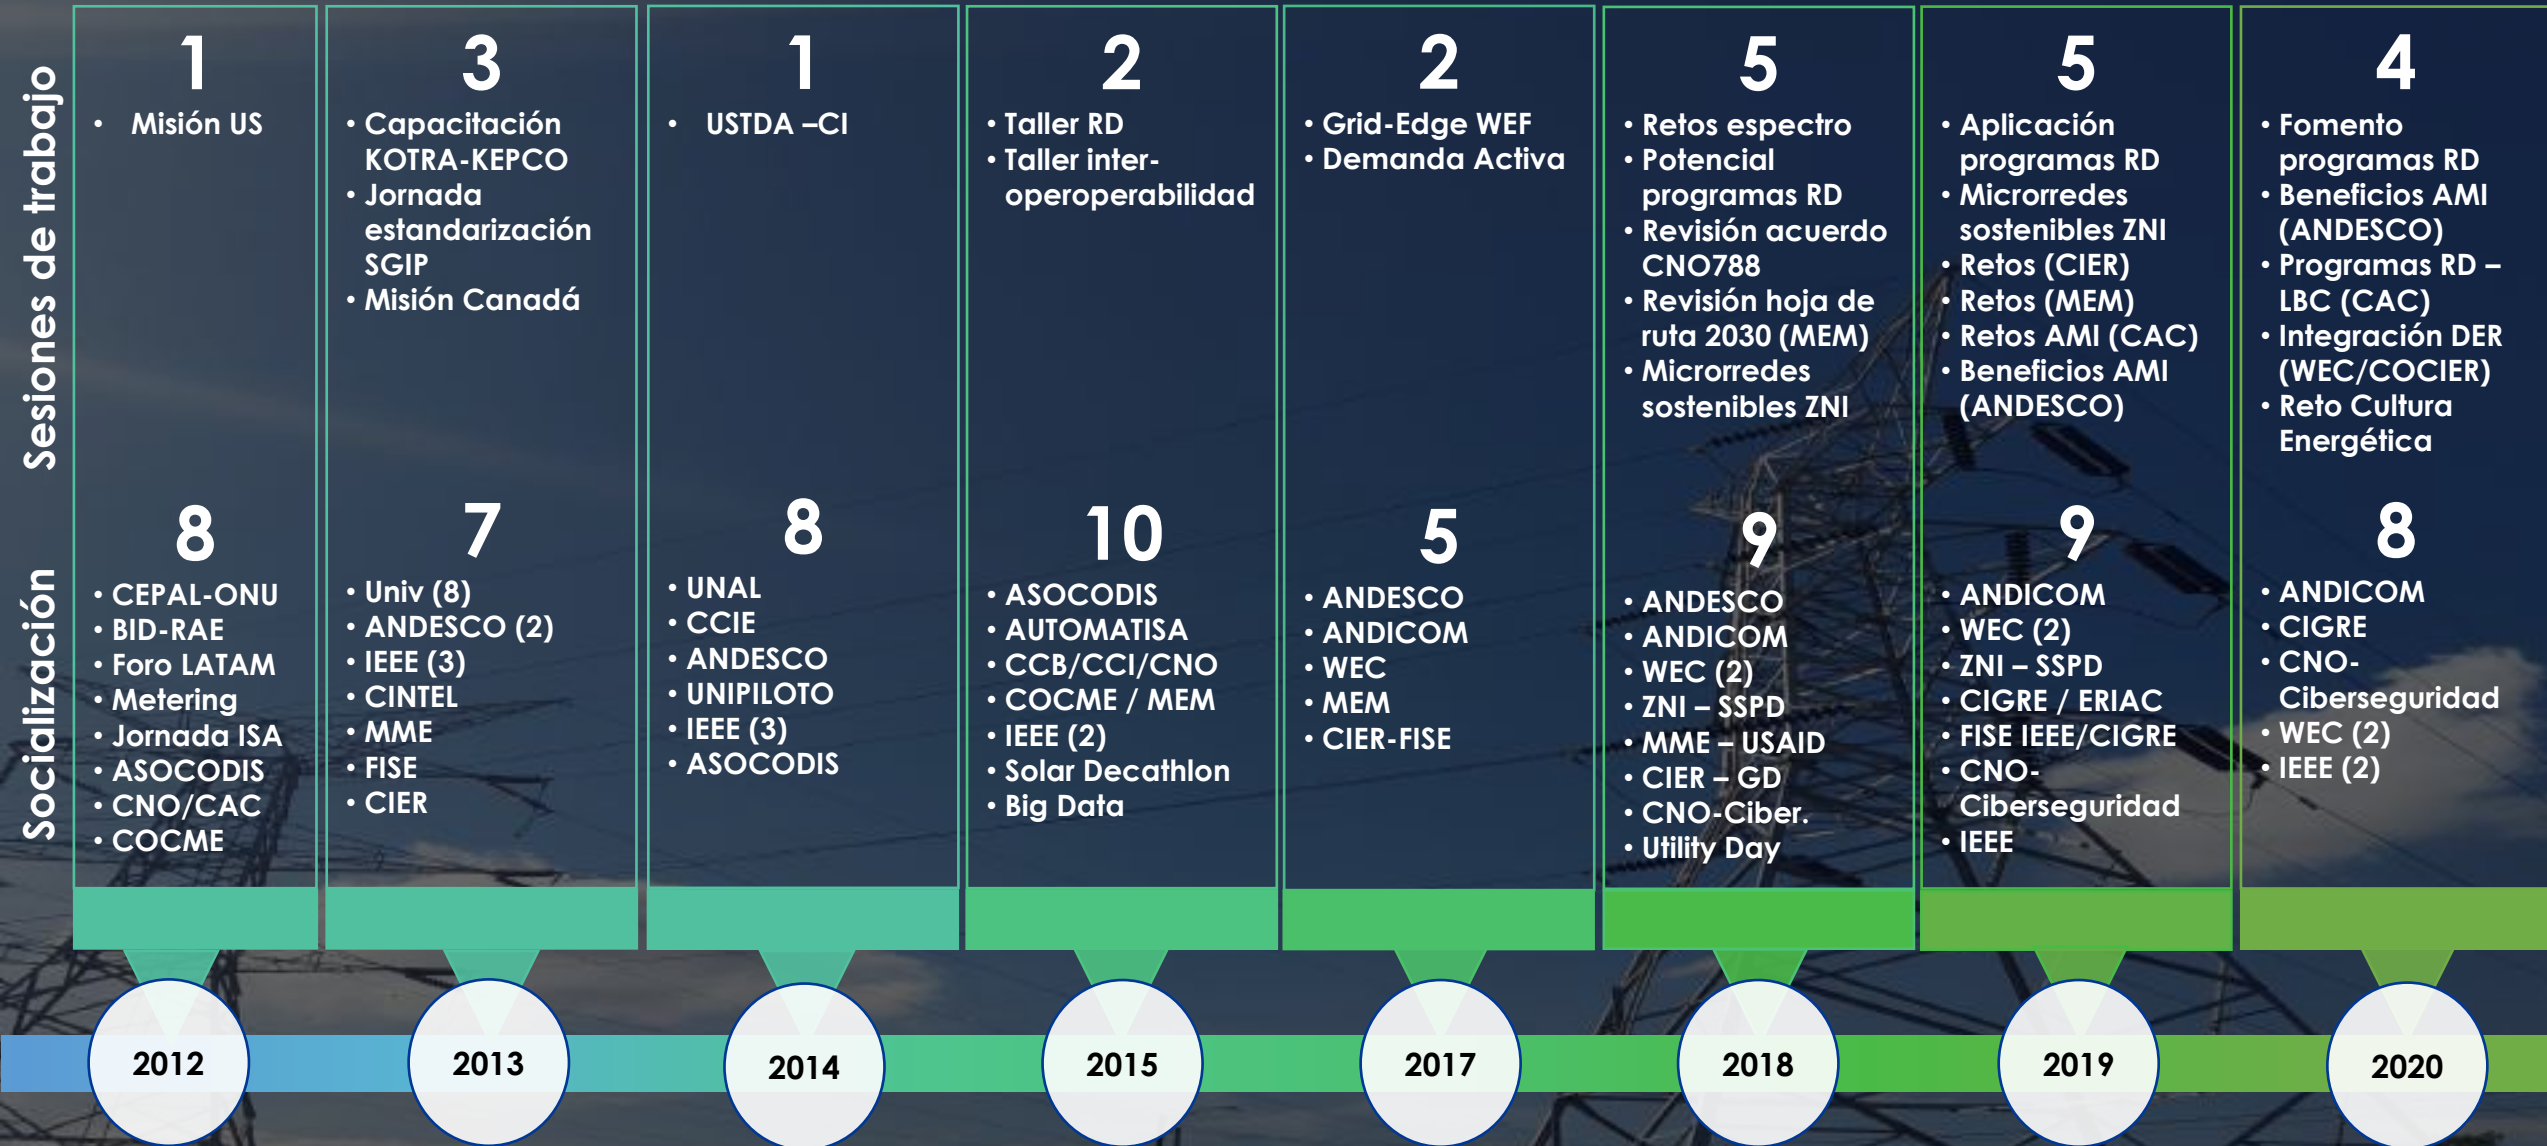 Sesiones de trabajo
1
• Misión US
3
• Capacitación
KOTRA-KEPCO
• Jornada
estandarización
SGIP
• Misión Canadá
1
• USTDA –CI
2
• Taller RD
• Taller inter-
operoperabilidad
2
• Grid-Edge WEF
• Demanda Activa
5
• Retos espectro
• Potencial
programas RD
• Revisión acuerdo
CNO788
• Revisión hoja de
ruta 2030 (MEM)
• Microrredes
sostenibles ZNI
5
• Aplicación
programas RD
• Microrredes
sostenibles ZNI
• Retos (CIER)
• Retos (MEM)
• Retos AMI (CAC)
• Beneficios AMI
(ANDESCO)
4
• Fomento
programas RD
• Beneficios AMI
(ANDESCO)
• Programas RD –
LBC (CAC)
• Integración DER
(WEC/COCIER)
• Reto Cultura
Energética
Socialización
8
• CEPAL-ONU
• BID-RAE
• Foro LATAM
• Metering
• Jornada ISA
• ASOCODIS
• CNO/CAC
• COCME
7
• Univ (8)
• ANDESCO (2)
• IEEE (3)
• CINTEL
• MME
• FISE
• CIER
8
• UNAL
• CCIE
• ANDESCO
• UNIPILOTO
• IEEE (3)
• ASOCODIS
10
• ASOCODIS
• AUTOMATISA
• CCB/CCI/CNO
• COCME / MEM
• IEEE (2)
• Solar Decathlon
• Big Data
5
• ANDESCO
• ANDICOM
• WEC
• MEM
• CIER-FISE
9
• ANDESCO
• ANDICOM
• WEC (2)
• ZNI – SSPD
• MME – USAID
• CIER – GD
• CNO-Ciber.
• Utility Day
9
• ANDICOM
• WEC (2)
• ZNI – SSPD
• CIGRE / ERIAC
• FISE IEEE/CIGRE
• CNO-
Ciberseguridad
• IEEE
8
• ANDICOM
• CIGRE
• CNO-
Ciberseguridad
• WEC (2)
• IEEE (2)
2012
2013
2014
2015
2017
2018
2019
2020